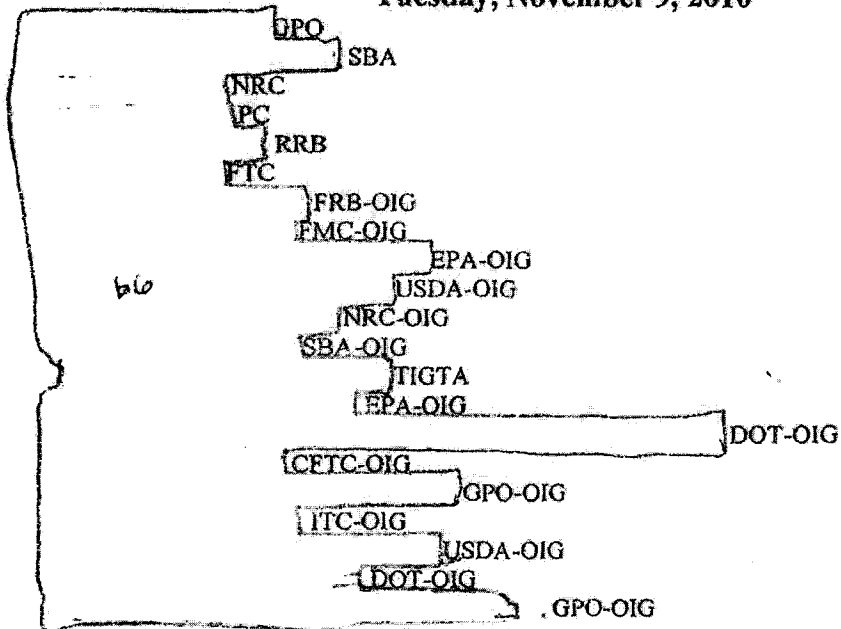 Tuesday, November 9, 2010
GPO
SBA
NRC
PC
RRB
FTC
FRB-OIG
FMC-OIG
EPA-OIG
b6
USDA-OIG
NRC-OIG
SBA-OIG
TIGTA
EPA-OIG
DOT-OIG
CFTC-OIG
GPO-OIG
ITC-OIG
USDA-OIG
DOT-OIG
GPO-OIG